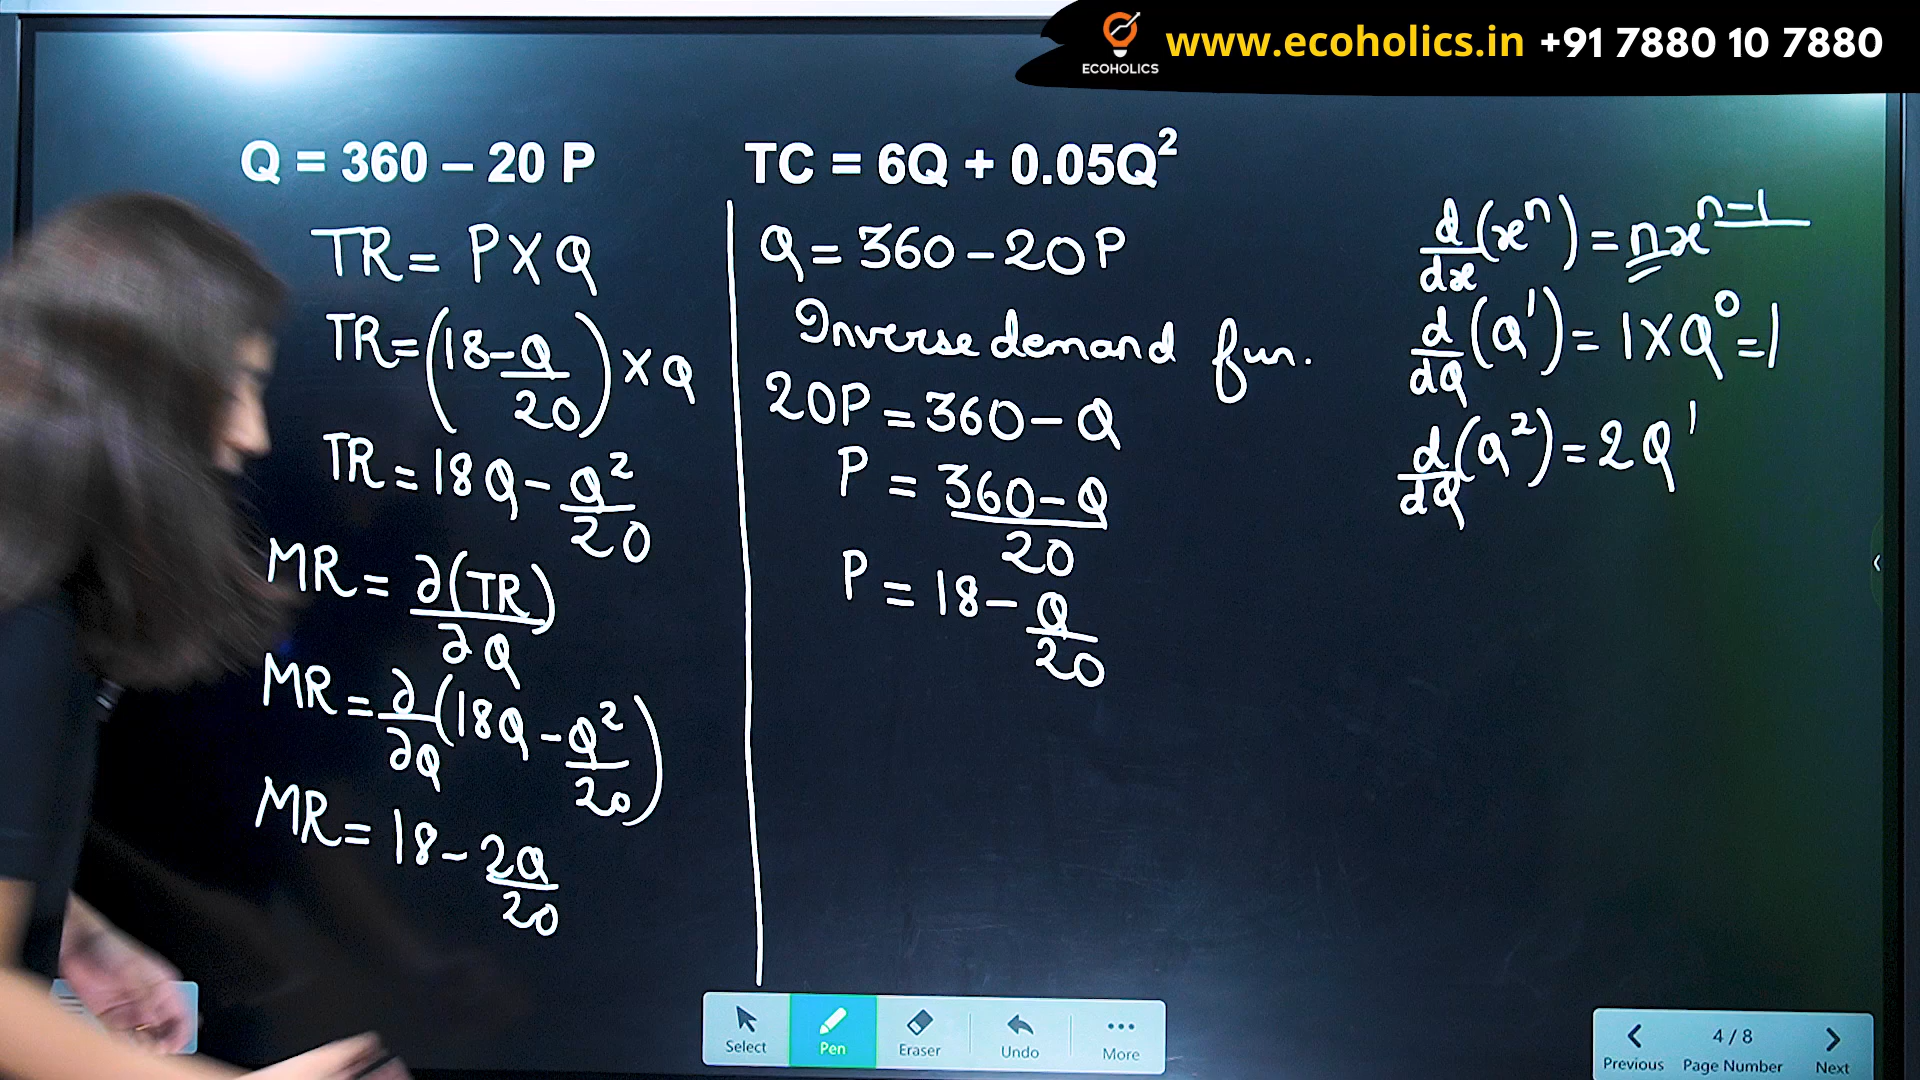 ECOHOLICS
www.ecoholics.in +91 7880 10 7880
Q = 360 – 20 P
TC = 6Q + 0.05Q²
TR = P X Q
TR = (18 - Q/20) X Q
TR = 18Q - Q²/20
MR = ∂(TR)/∂Q
MR = ∂/∂Q (18Q - Q²/20)
MR = 18 - 2Q/20
Q = 360 - 20P
Inverse demand fun.
20P = 360 - Q
P = 360 - Q/20
P = 18 - Q/20
d/dx (xⁿ) = nxⁿ⁻¹
d/dQ (Q¹) = 1 X Q⁰ = 1
d/dQ (Q²) = 2Q¹
Select Pen Eraser Undo More
4 / 8
Previous Page Number Next